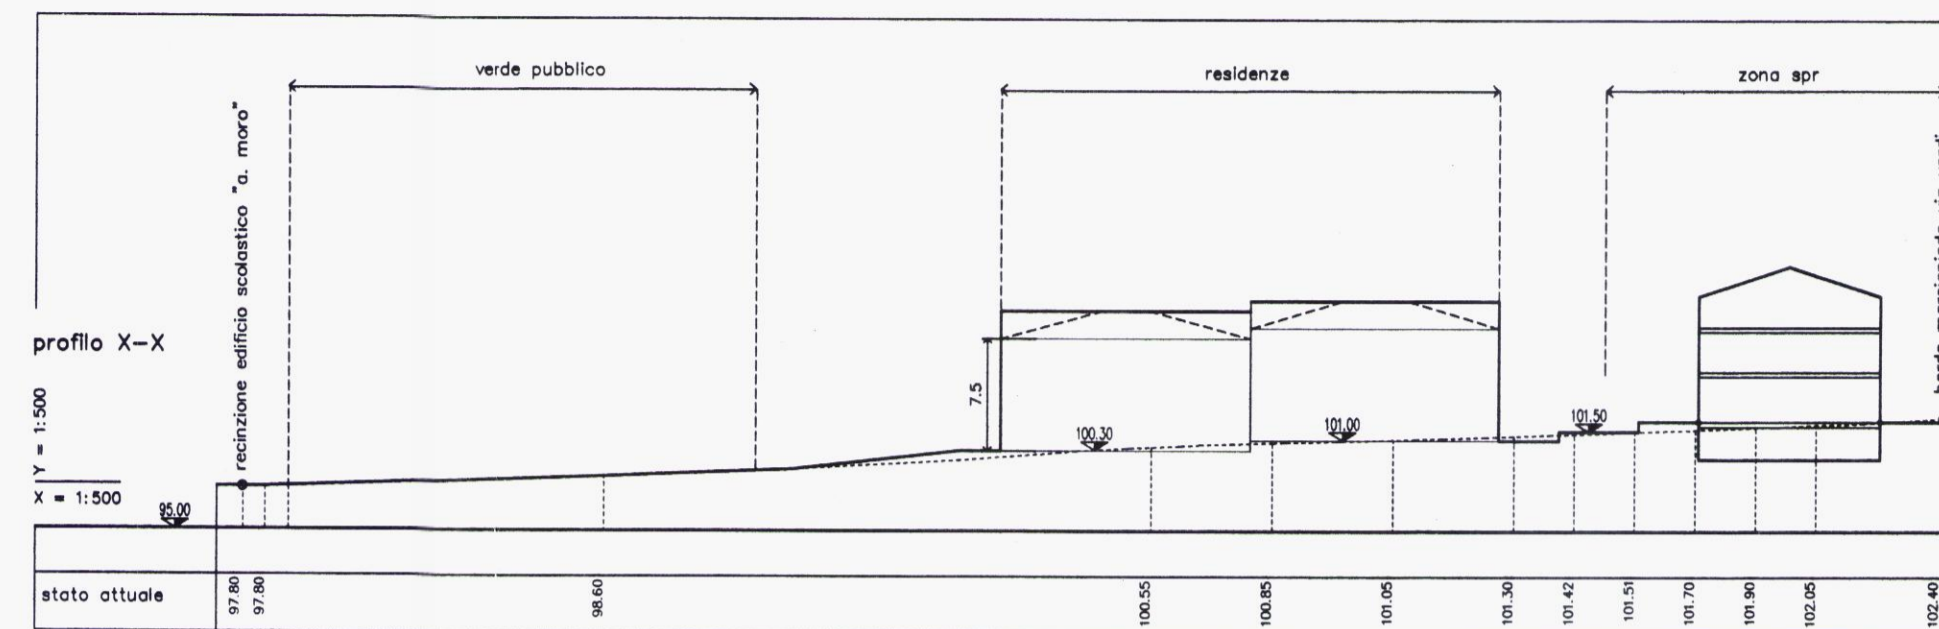 verde pubblico
residenze
zona spr
recinzione edificio scolastico "a. moro"
profilo X-X
7.5
100.30
101.00
101.50
Y = 1:500
X = 1:500
95.00
stato attuale
97.80
97.80
98.60
100.55
100.85
101.05
101.30
101.42
101.51
101.70
101.90
102.05
102.40